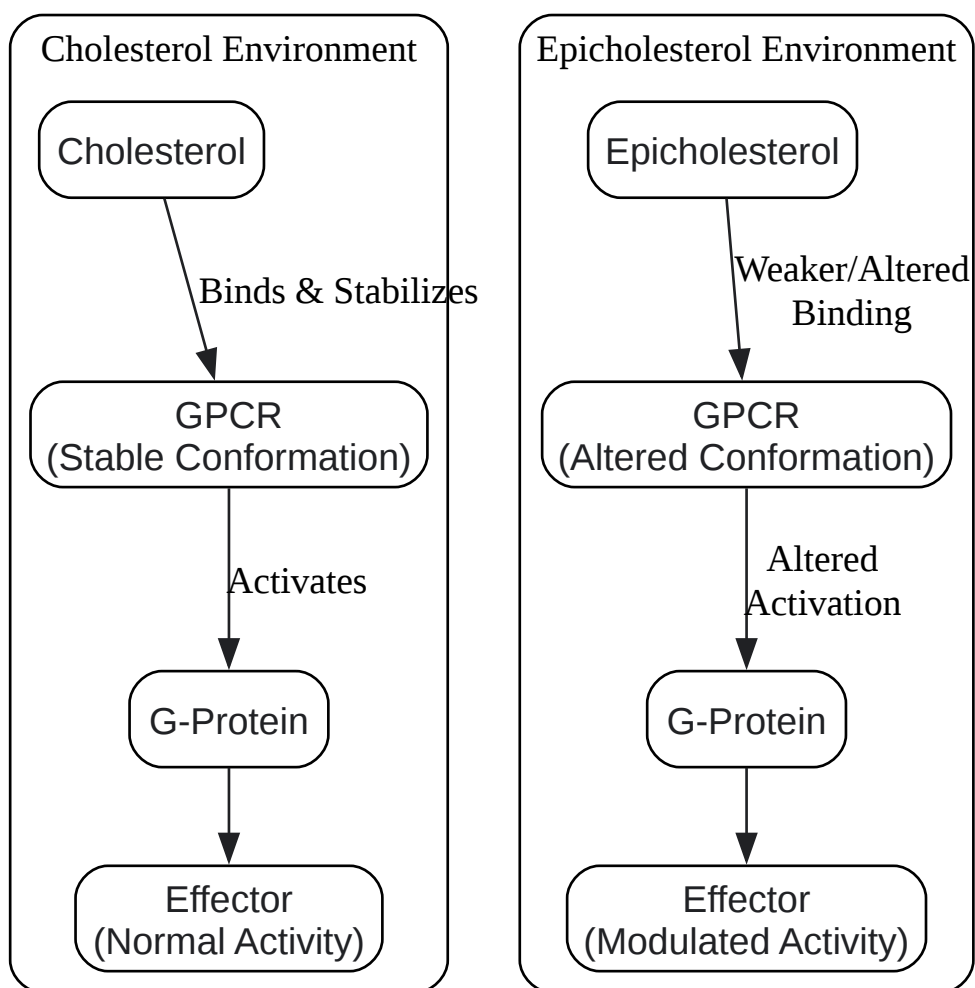 Cholesterol Environment
Cholesterol
Binds & Stabilizes
GPCR
(Stable Conformation)
Activates
G-Protein
Effector
(Normal Activity)
Epicholesterol Environment
Epicholesterol
Weaker/Altered
Binding
GPCR
(Altered Conformation)
Altered
Activation
G-Protein
Effector
(Modulated Activity)